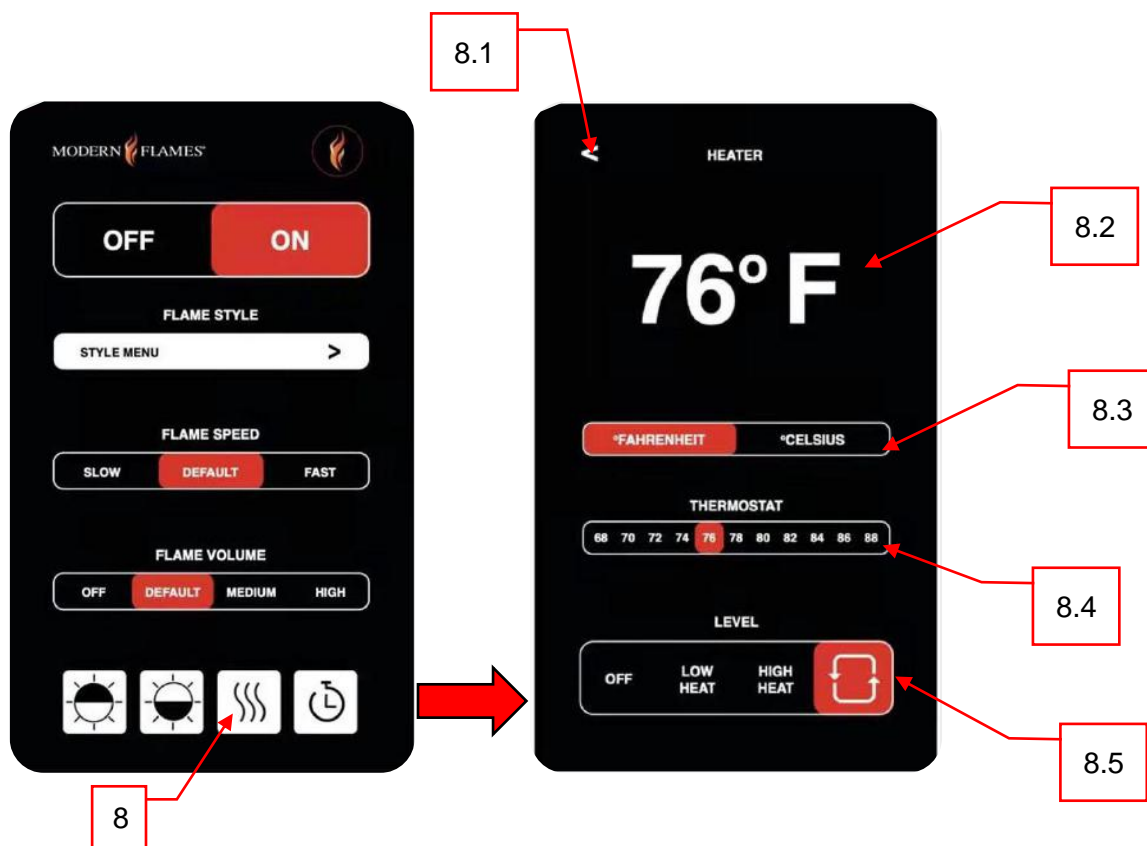 8.1
MODERN FLAMES®
OFF ON
FLAME STYLE
STYLE MENU >
FLAME SPEED
SLOW DEFAULT FAST
FLAME VOLUME
OFF DEFAULT MEDIUM HIGH
8
< HEATER
76° F
8.2
°FAHRENHEIT °CELSIUS
8.3
THERMOSTAT
68 70 72 74 76 78 80 82 84 86 88
8.4
LEVEL
OFF LOW HEAT HIGH HEAT
8.5